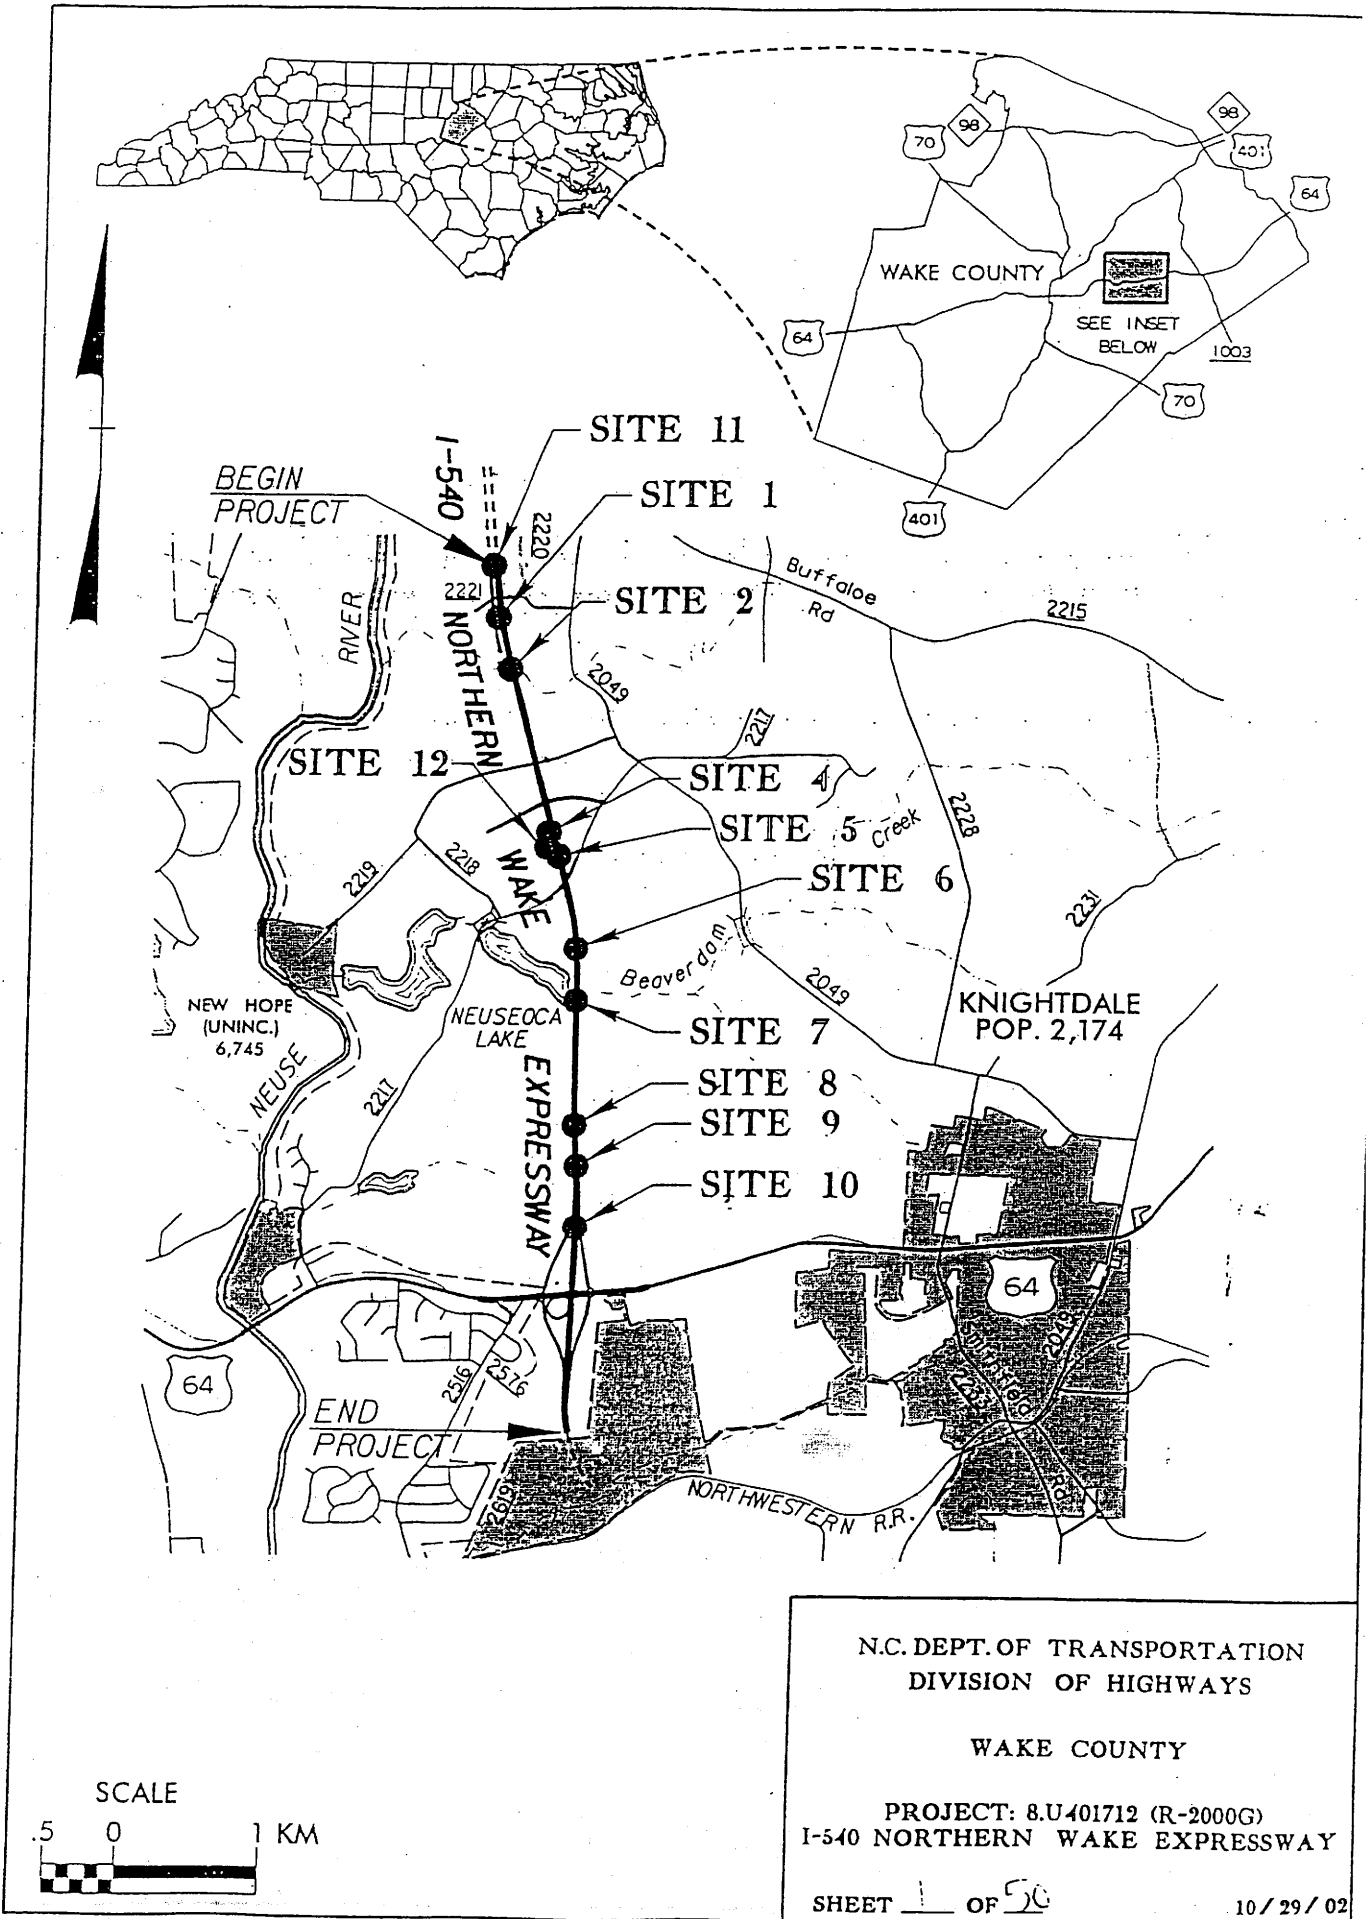 98
98
70
401
64
WAKE COUNTY
SEE INSET
BELOW
64
1003
70
401
SITE 11
I-540
BEGIN
PROJECT
SITE 1
2220
2221
SITE 2
Buffaloe
Rd
2215
RIVER
NORTHERN
2049
2217
SITE 12
SITE 4
SITE 5
Creek
2228
2218
WAKE
SITE 6
2219
2231
Beaverdam
2049
NEW HOPE
(UNINC.)
6,745
NEUSEOCA
LAKE
KNIGHTDALE
POP. 2,174
SITE 7
NEUSE
2217
EXPRESSWAY
SITE 8
SITE 9
SITE 10
64
2049
Smithfield
Rd
64
2516
2576
END
PROJECT
2619
NORTHWESTERN R.R.
N.C. DEPT. OF TRANSPORTATION
DIVISION OF HIGHWAYS
WAKE COUNTY
PROJECT: 8.U401712 (R-2000G)
I-540 NORTHERN WAKE EXPRESSWAY
SHEET 1 OF 50
10/29/02
SCALE
.5 0 1 KM